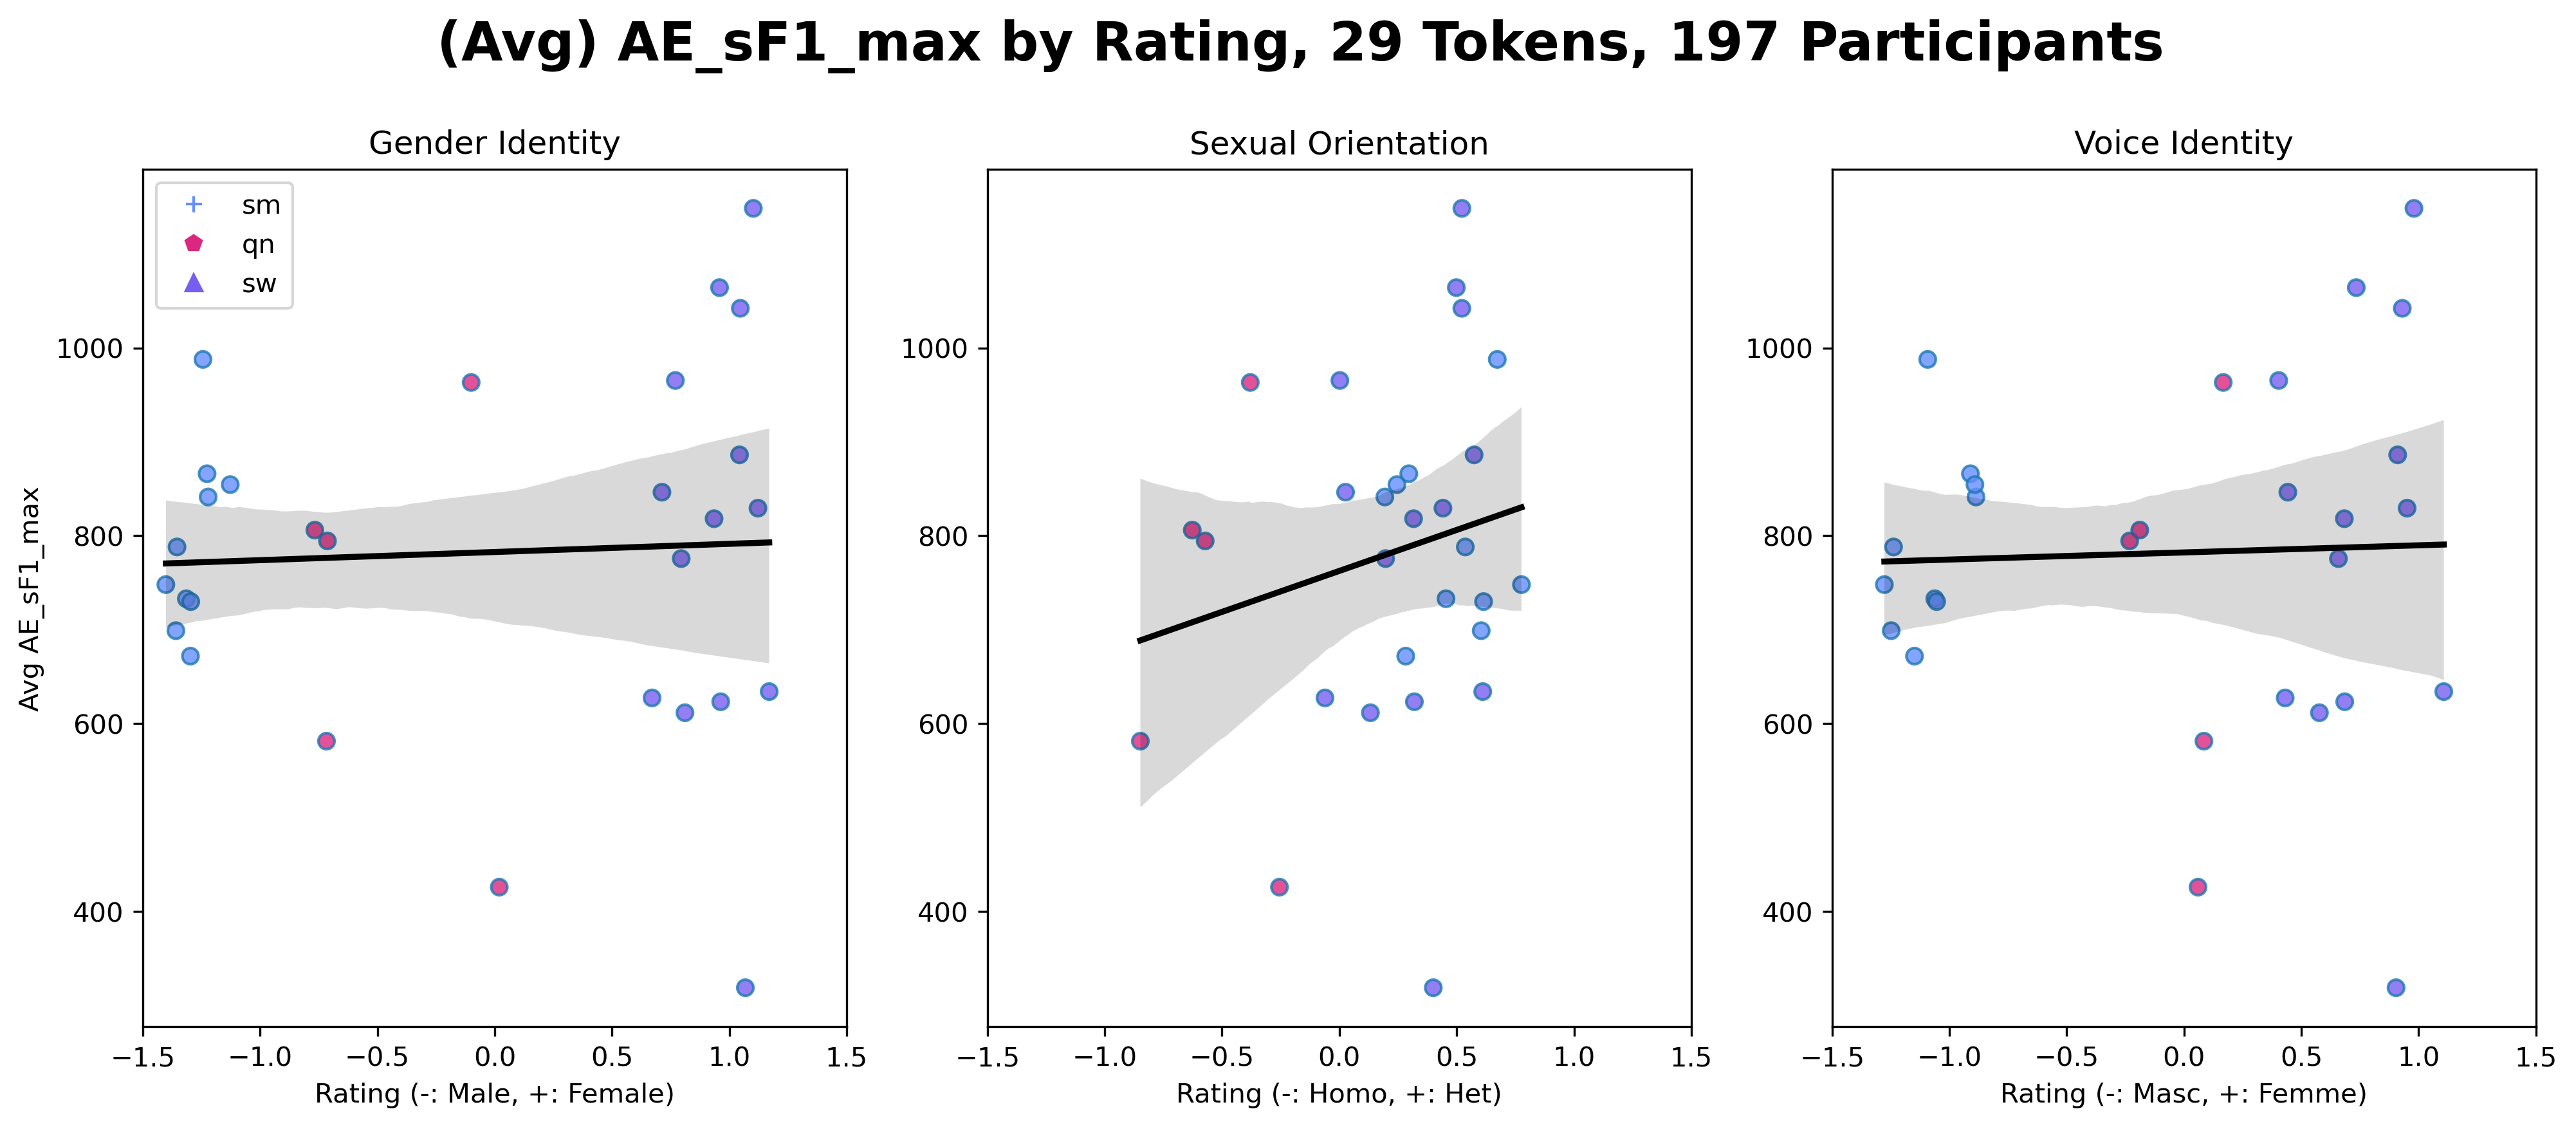 (Avg) AE_sF1_max by Rating, 29 Tokens, 197 Participants
Gender Identity
Sexual Orientation
Voice Identity
sm
qn
sw
Avg AE_sF1_max
1000
800
600
400
−1.5 −1.0 −0.5 0.0 0.5 1.0 1.5
Rating (-: Male, +: Female)
1000
800
600
400
−1.5 −1.0 −0.5 0.0 0.5 1.0 1.5
Rating (-: Homo, +: Het)
1000
800
600
400
−1.5 −1.0 −0.5 0.0 0.5 1.0 1.5
Rating (-: Masc, +: Femme)